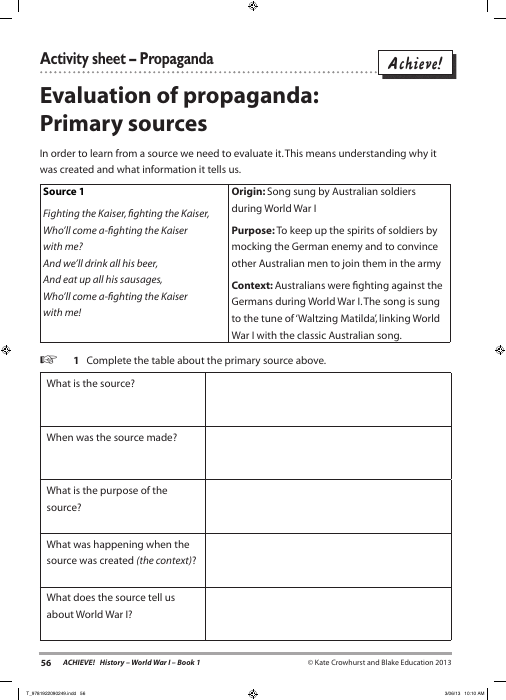 Activity sheet – Propaganda
Achieve!
Evaluation of propaganda:
Primary sources
In order to learn from a source we need to evaluate it. This means understanding why it
was created and what information it tells us.
Source 1
Fighting the Kaiser, fighting the Kaiser,
Who'll come a-fighting the Kaiser
with me?
And we'll drink all his beer,
And eat up all his sausages,
Who'll come a-fighting the Kaiser
with me!
Origin: Song sung by Australian soldiers
during World War I
Purpose: To keep up the spirits of soldiers by
mocking the German enemy and to convince
other Australian men to join them in the army
Context: Australians were fighting against the
Germans during World War I. The song is sung
to the tune of 'Waltzing Matilda', linking World
War I with the classic Australian song.
1 Complete the table about the primary source above.
What is the source?
When was the source made?
What is the purpose of the
source?
What was happening when the
source was created (the context)?
What does the source tell us
about World War I?
56 ACHIEVE! History – World War I – Book 1
© Kate Crowhurst and Blake Education 2013
T_9781922090249.indd 56
3/06/13 10:10 AM